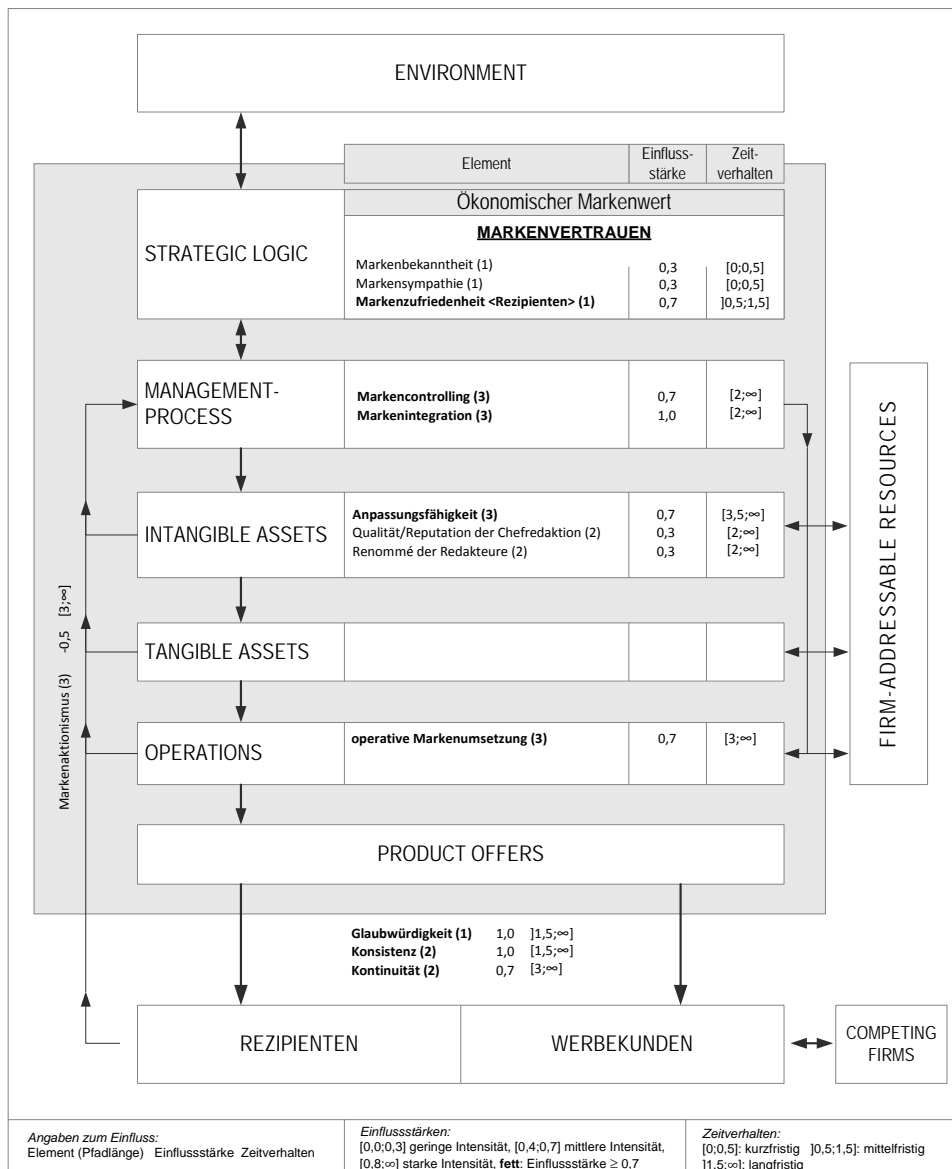 ENVIRONMENT
Element
Einfluss-
stärke
Zeit-
verhalten
Ökonomischer Markenwert
STRATEGIC LOGIC
MARKENVERTRAUEN
Markenbekanntheit (1) 0,3 [0;0,5]
Markensympathie (1) 0,3 [0;0,5]
Markenzufriedenheit <Rezipienten> (1) 0,7 ]0,5;1,5]
MANAGEMENT-
PROCESS
Markencontrolling (3) 0,7 [2;∞]
Markenintegration (3) 1,0 [2;∞]
INTANGIBLE ASSETS
Anpassungsfähigkeit (3) 0,7 [3,5;∞]
Qualität/Reputation der Chefredaktion (2) 0,3 [2;∞]
Renommé der Redakteure (2) 0,3 [2;∞]
TANGIBLE ASSETS
OPERATIONS
operative Markenumsetzung (3) 0,7 [3;∞]
FIRM-ADDRESSABLE RESOURCES
Markenaktionismus (3) -0,5 [3;∞]
PRODUCT OFFERS
Glaubwürdigkeit (1) 1,0 ]1,5;∞]
Konsistenz (2) 1,0 [1,5;∞]
Kontinuität (2) 0,7 [3;∞]
REZIPIENTEN
WERBEKUNDEN
COMPETING
FIRMS
Angaben zum Einfluss:
Element (Pfadlänge) Einflussstärke Zeitverhalten
Einflussstärken:
[0,0;0,3] geringe Intensität, [0,4;0,7] mittlere Intensität,
[0,8;∞] starke Intensität, fett: Einflussstärke ≥ 0,7
Zeitverhalten:
[0;0,5]: kurzfristig ]0,5;1,5]: mittelfristig
]1,5;∞]: langfristig